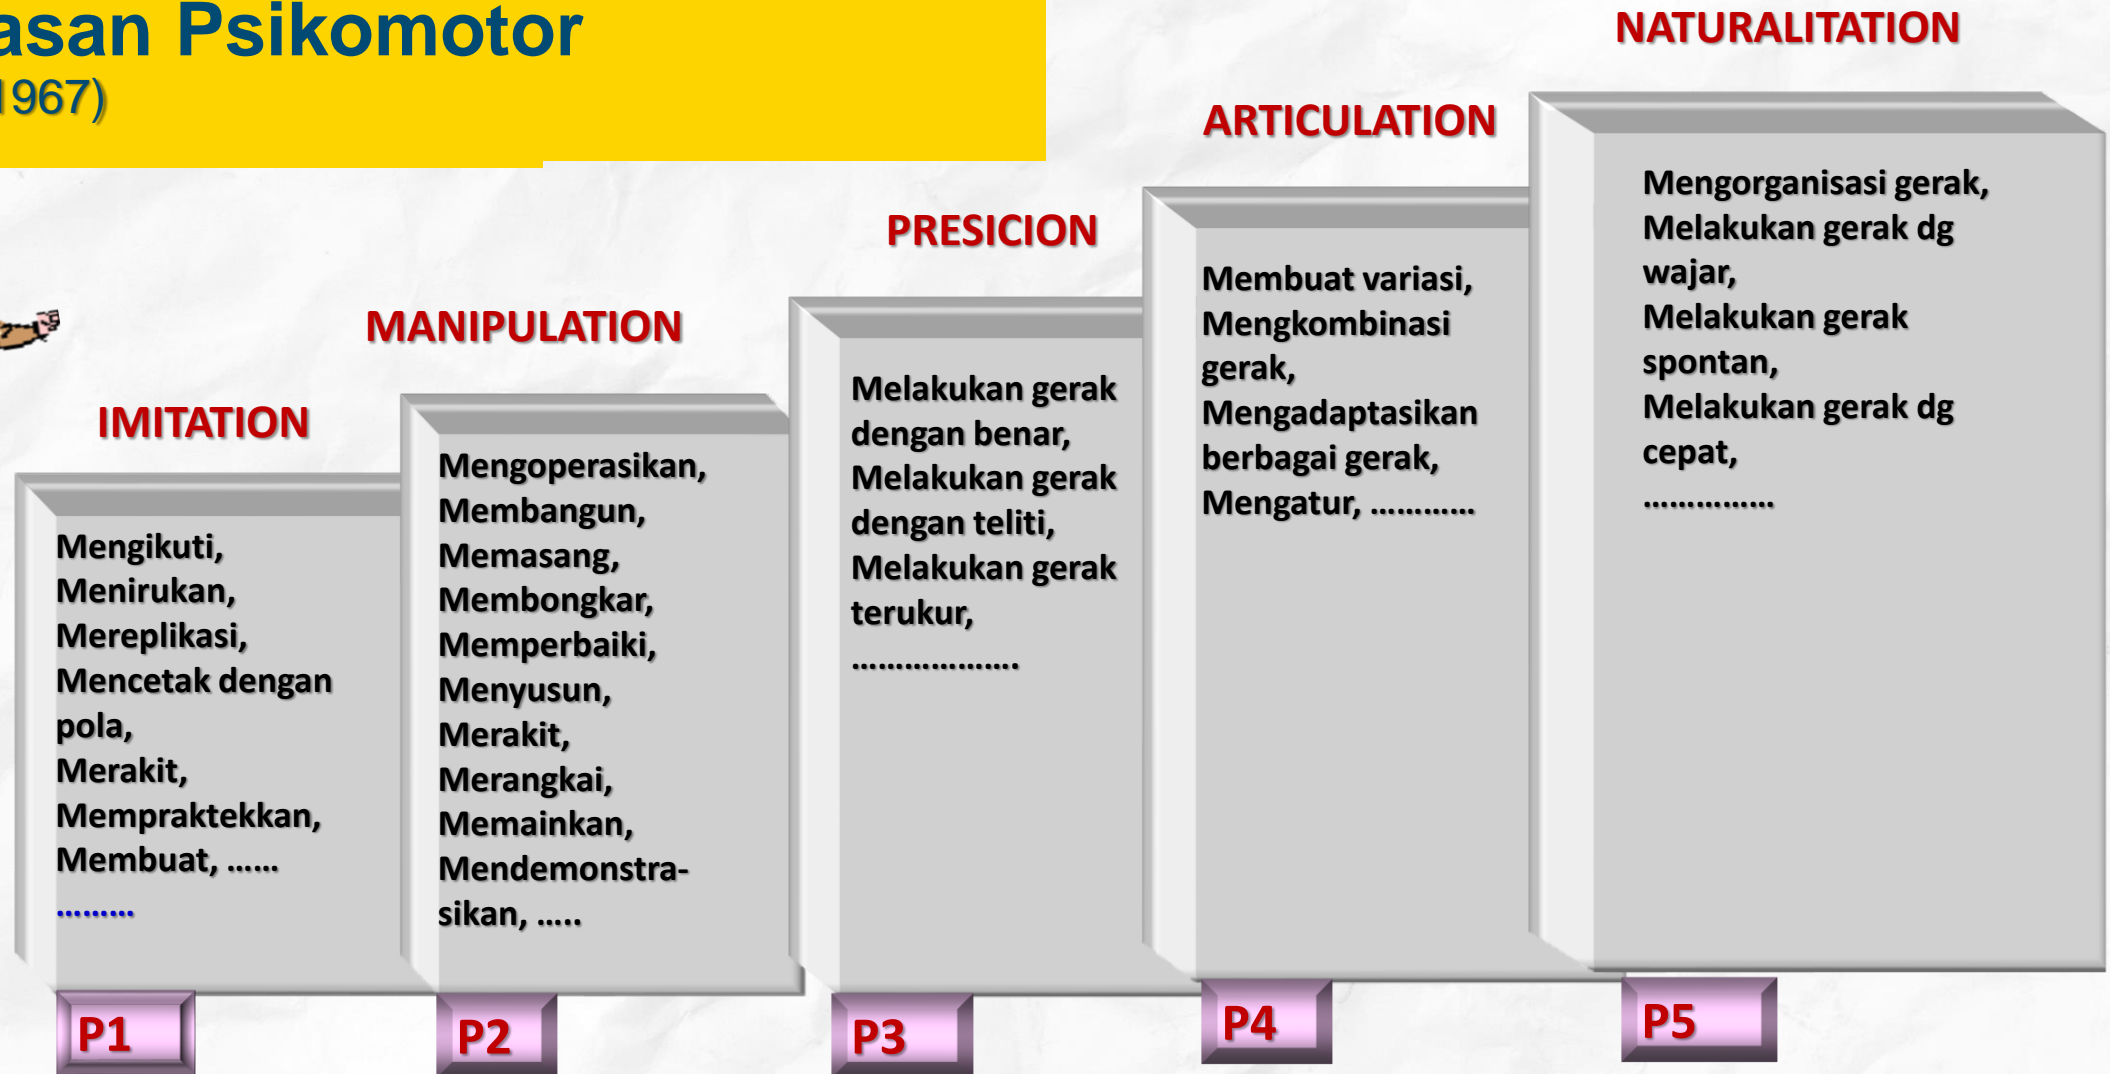 asan Psikomotor
1967)
IMITATION
Mengikuti,
Menirukan,
Mereplikasi,
Mencetak dengan
pola,
Merakit,
Mempraktekkan,
Membuat, ......
.........
P1
MANIPULATION
Mengoperasikan,
Membangun,
Memasang,
Membongkar,
Memperbaiki,
Menyusun,
Merakit,
Merangkai,
Memainkan,
Mendemonstra-
sikan, .....
P2
PRESICION
Melakukan gerak
dengan benar,
Melakukan gerak
dengan teliti,
Melakukan gerak
terukur,
...................
P3
ARTICULATION
Membuat variasi,
Mengkombinasi
gerak,
Mengadaptasikan
berbagai gerak,
Mengatur, ............
P4
NATURALITATION
Mengorganisasi gerak,
Melakukan gerak dg
wajar,
Melakukan gerak
spontan,
Melakukan gerak dg
cepat,
...............
P5